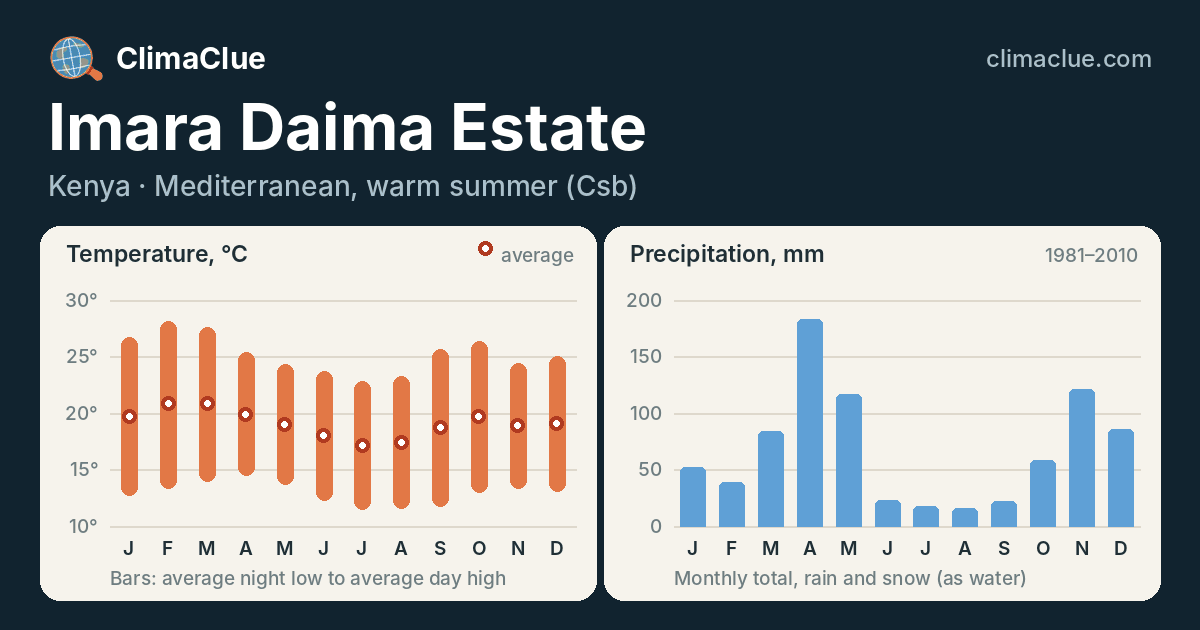 ClimaClue
climaclue.com
Imara Daima Estate
Kenya · Mediterranean, warm summer (Csb)
Temperature, °C
average
30°
25°
20°
15°
10°
J F M A M J J A S O N D
Bars: average night low to average day high
Precipitation, mm
1981–2010
200
150
100
50
0
J F M A M J J A S O N D
Monthly total, rain and snow (as water)